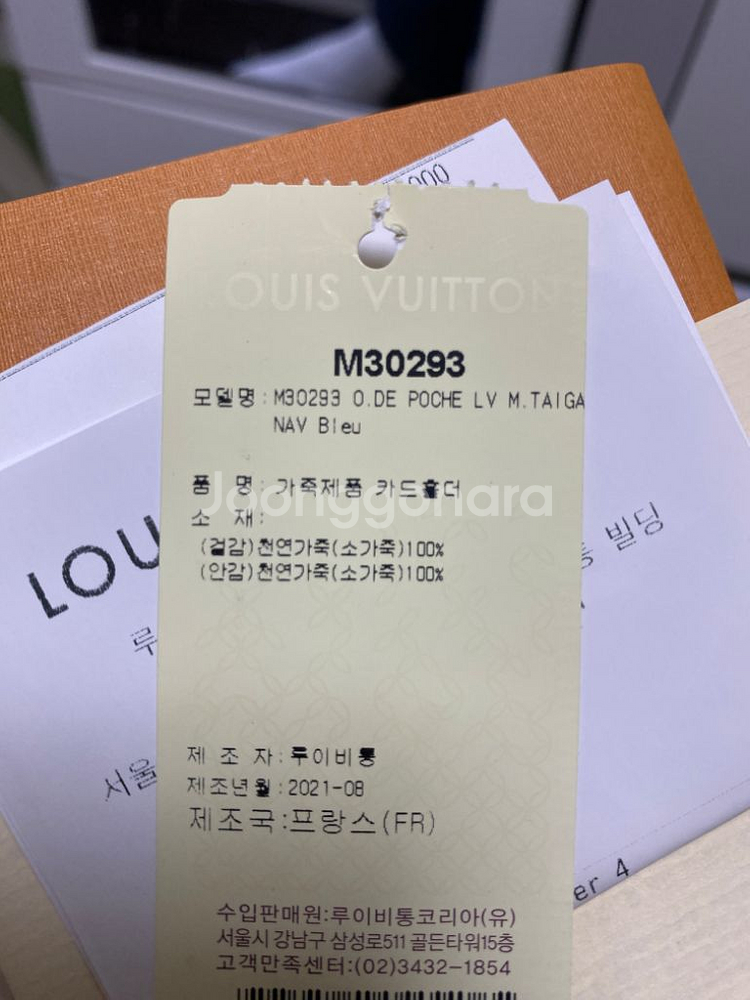 000
LOUIS VUITTON
M30293
모델명:M30293 O.DE POCHE LV M.TAIGA
NAV Bleu
품 명:가죽제품 카드홀더
Joonggonara
소 재:
(겉감)천연가죽(소가죽)100%
(안감)천연가죽(소가죽)100%
LOU
빌딩
루
서울
제 조 자:루이비통
제조년월:2021-08
제조국:프랑스(FR)
er 4
수입판매원:루이비통코리아(유)
서울시 강남구 삼성로511 골든타워15층
고객만족센터:(02)3432-1854